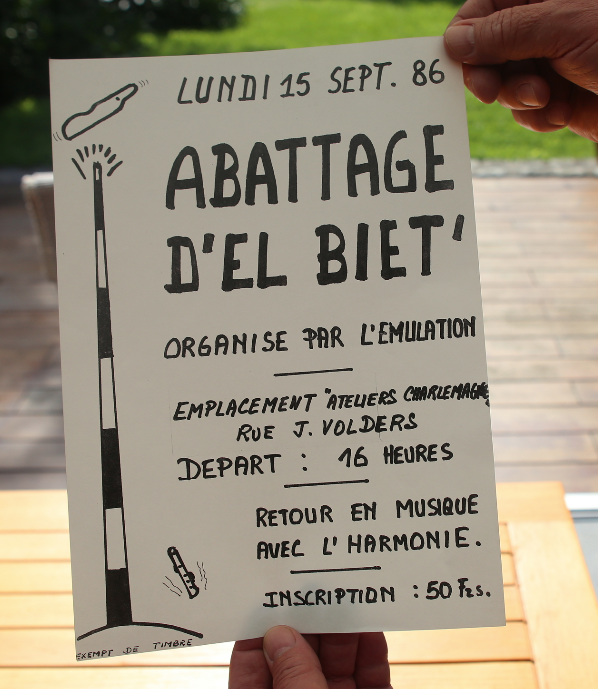 LUNDI 15 SEPT. 86
ABATTAGE
D'EL BIET'
ORGANISE PAR L'EMULATION
EMPLACEMENT "ATELIERS CHARLEMAGNE"
RUE J. VOLDERS
DEPART : 16 HEURES
RETOUR EN MUSIQUE
AVEC L'HARMONIE.
INSCRIPTION : 50 Frs.
EXEMPT DE TIMBRE